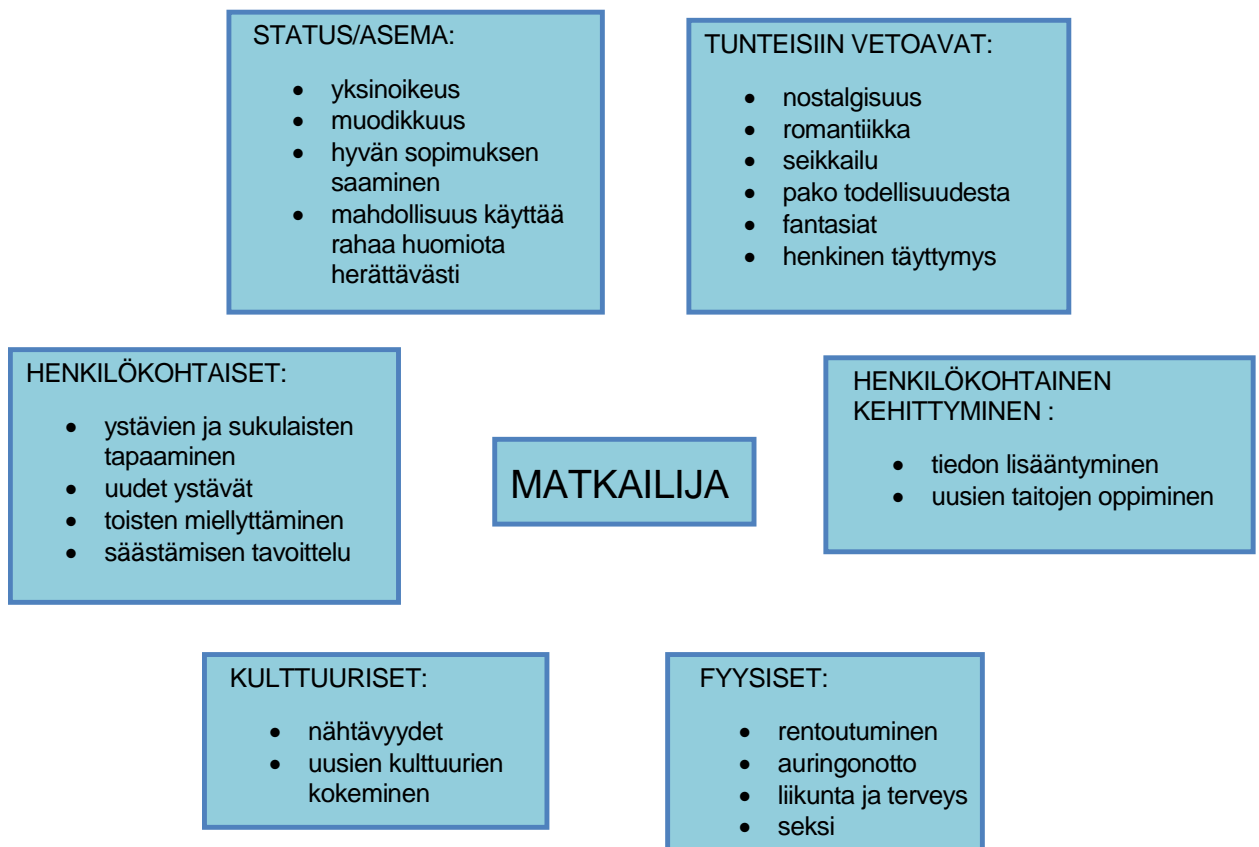 STATUS/ASEMA:
• yksinoikeus
• muodikkuus
• hyvän sopimuksen
saaminen
• mahdollisuus käyttää
rahaa huomiota
herättävästi
TUNTEISIIN VETOAVAT:
• nostalgisuus
• romantiikka
• seikkailu
• pako todellisuudesta
• fantasiat
• henkinen täyttymys
HENKILÖKOHTAISET:
• ystävien ja sukulaisten
tapaaminen
• uudet ystävät
• toisten miellyttäminen
• säästämisen tavoittelu
MATKAILIJA
HENKILÖKOHTAINEN
KEHITTYMINEN :
• tiedon lisääntyminen
• uusien taitojen oppiminen
KULTTUURISET:
• nähtävyydet
• uusien kulttuurien
kokeminen
FYYSISET:
• rentoutuminen
• auringonotto
• liikunta ja terveys
• seksi